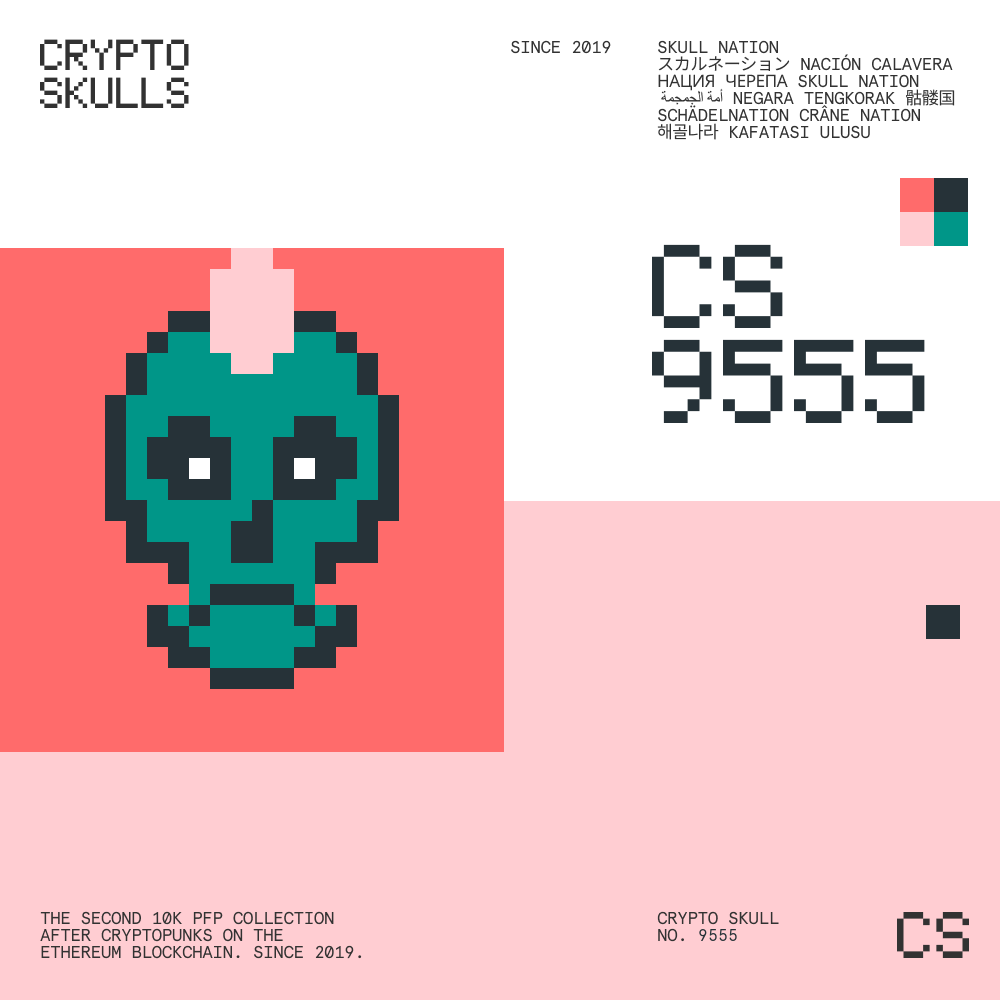 CRYPTO
SKULLS
SINCE 2019
SKULL NATION
スカルネーション NACIÓN CALAVERA
НАЦИЯ ЧЕРЕПА SKULL NATION
أمة الجمجمة NEGARA TENGKORAK 骷髅国
SCHÄDELNATION CRÂNE NATION
해골나라 KAFATASI ULUSU
CS
9555
THE SECOND 10K PFP COLLECTION
AFTER CRYPTOPUNKS ON THE
ETHEREUM BLOCKCHAIN. SINCE 2019.
CRYPTO SKULL
NO. 9555
CS